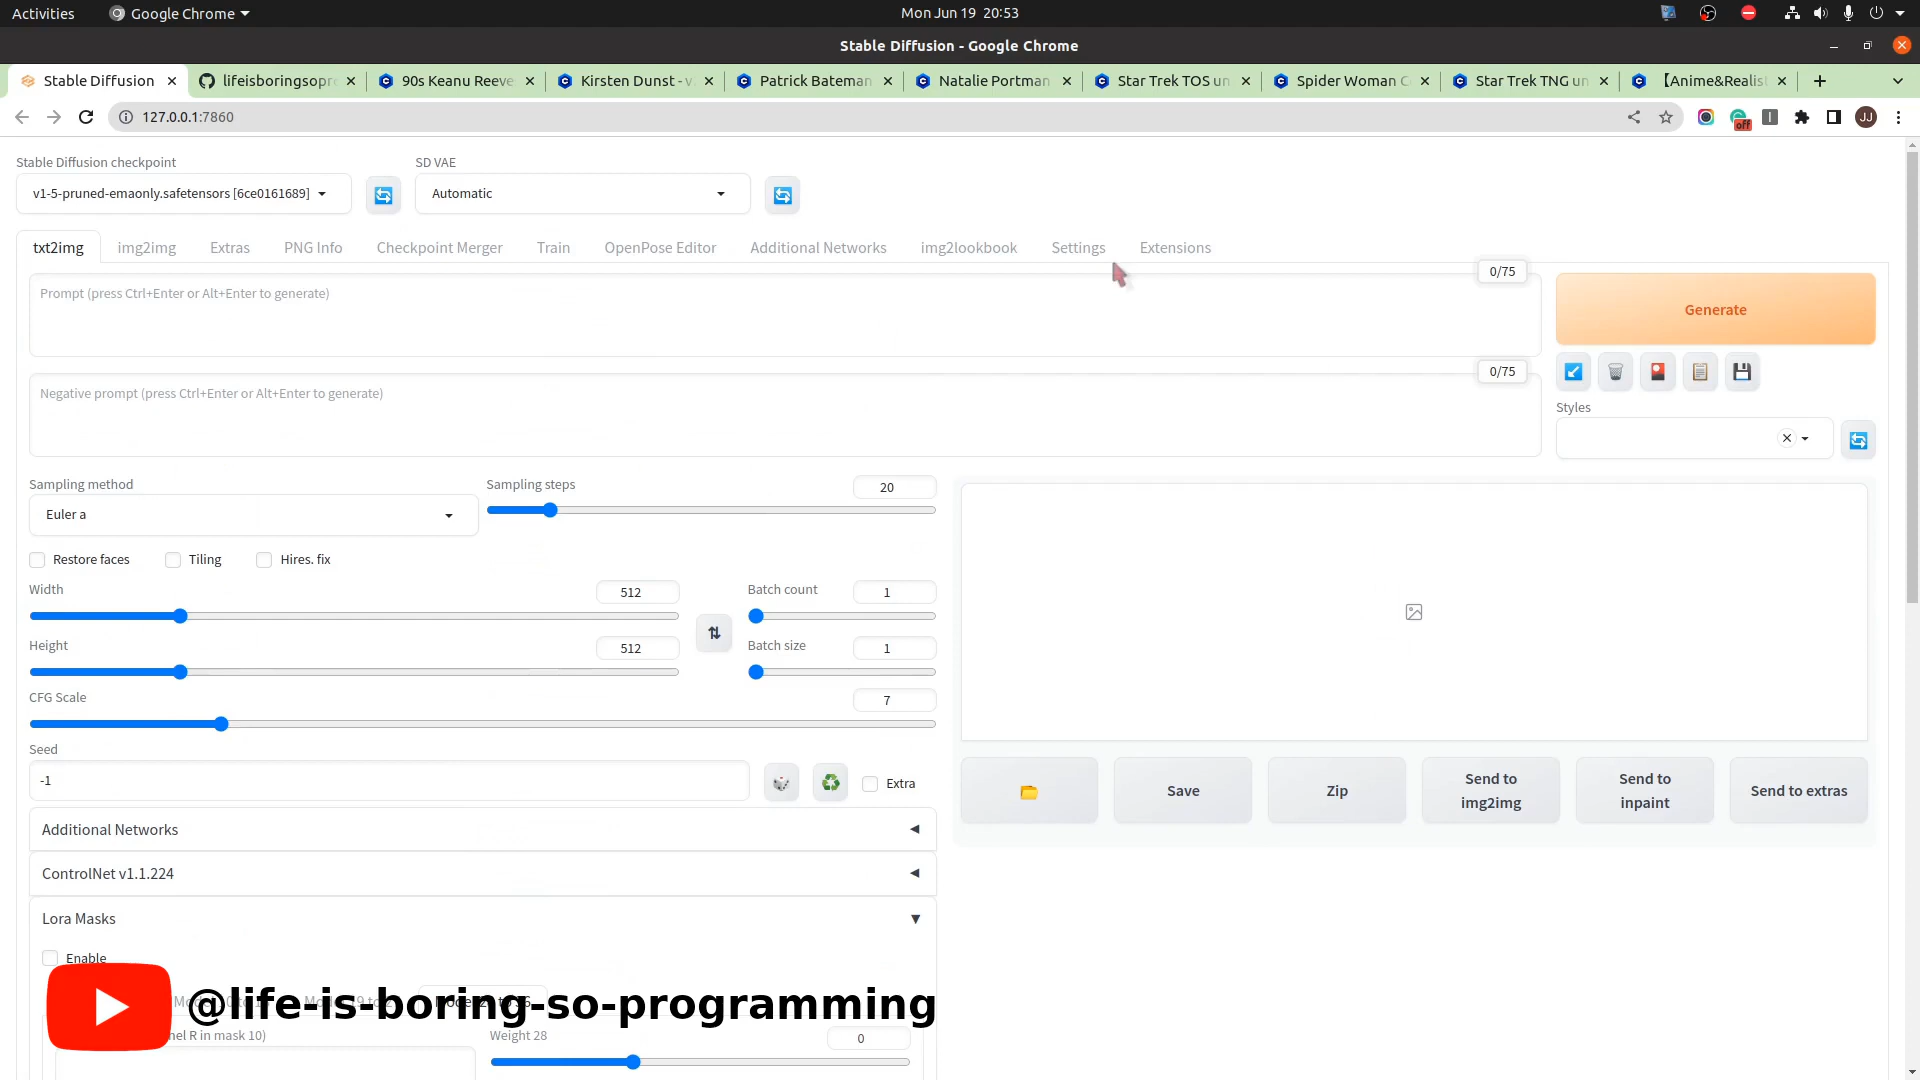 Activities Google Chrome Mon Jun 19 20:53
Stable Diffusion - Google Chrome
Stable Diffusion lifeisboringsopro 90s Keanu Reeve Kirsten Dunst - v Patrick Bateman Natalie Portman Star Trek TOS un Spider Woman C Star Trek TNG un 【Anime&Realis
127.0.0.1:7860 off JJ
Stable Diffusion checkpoint SD VAE
v1-5-pruned-emaonly.safetensors [6ce0161689] Automatic
txt2img img2img Extras PNG Info Checkpoint Merger Train OpenPose Editor Additional Networks img2lookbook Settings Extensions
0/75
Prompt (press Ctrl+Enter or Alt+Enter to generate)
Generate
0/75
Negative prompt (press Ctrl+Enter or Alt+Enter to generate)
Styles
Sampling method Sampling steps 20
Euler a
Restore faces Tiling Hires. fix
Width 512 Batch count 1
Height 512 Batch size 1
CFG Scale 7
Seed
-1 Extra
Save Zip Send to img2img Send to inpaint Send to extras
Additional Networks
ControlNet v1.1.224
Lora Masks
Enable
@life-is-boring-so-programming
nel R in mask 10) Weight 28 0